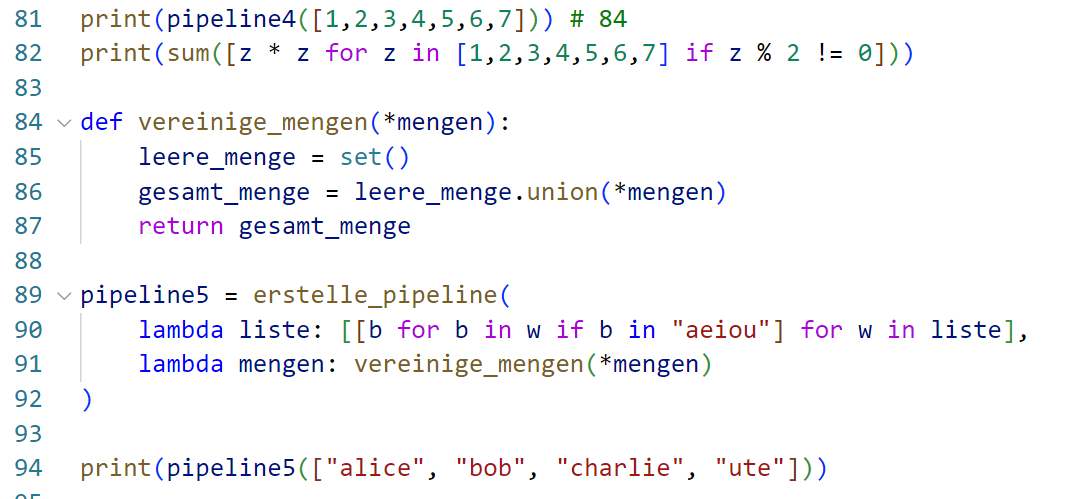 81 print(pipeline4([1,2,3,4,5,6,7])) # 84
82 print(sum([z * z for z in [1,2,3,4,5,6,7] if z % 2 != 0]))
83
84 def vereinige_mengen(*mengen):
85     leere_menge = set()
86     gesamt_menge = leere_menge.union(*mengen)
87     return gesamt_menge
88
89 pipeline5 = erstelle_pipeline(
90     lambda liste: [[b for b in w if b in "aeiou"] for w in liste],
91     lambda mengen: vereinige_mengen(*mengen)
92 )
93
94 print(pipeline5(["alice", "bob", "charlie", "ute"]))